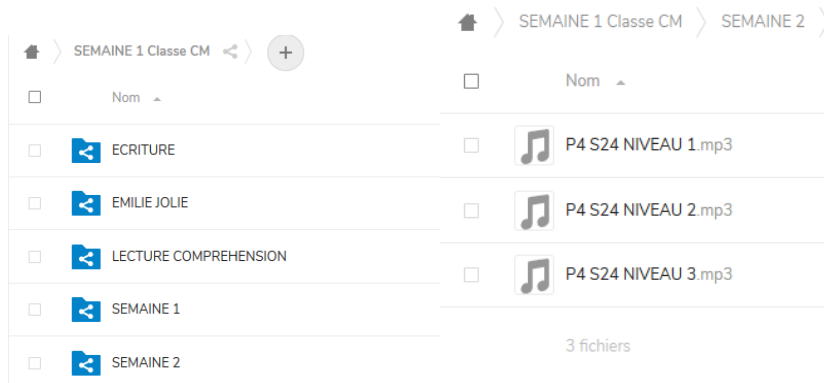 SEMAINE 1 Classe CM
Nom
ECRITURE
EMILIE JOLIE
LECTURE COMPREHENSION
SEMAINE 1
SEMAINE 2
SEMAINE 1 Classe CM SEMAINE 2
Nom
P4 S24 NIVEAU 1.mp3
P4 S24 NIVEAU 2.mp3
P4 S24 NIVEAU 3.mp3
3 fichiers